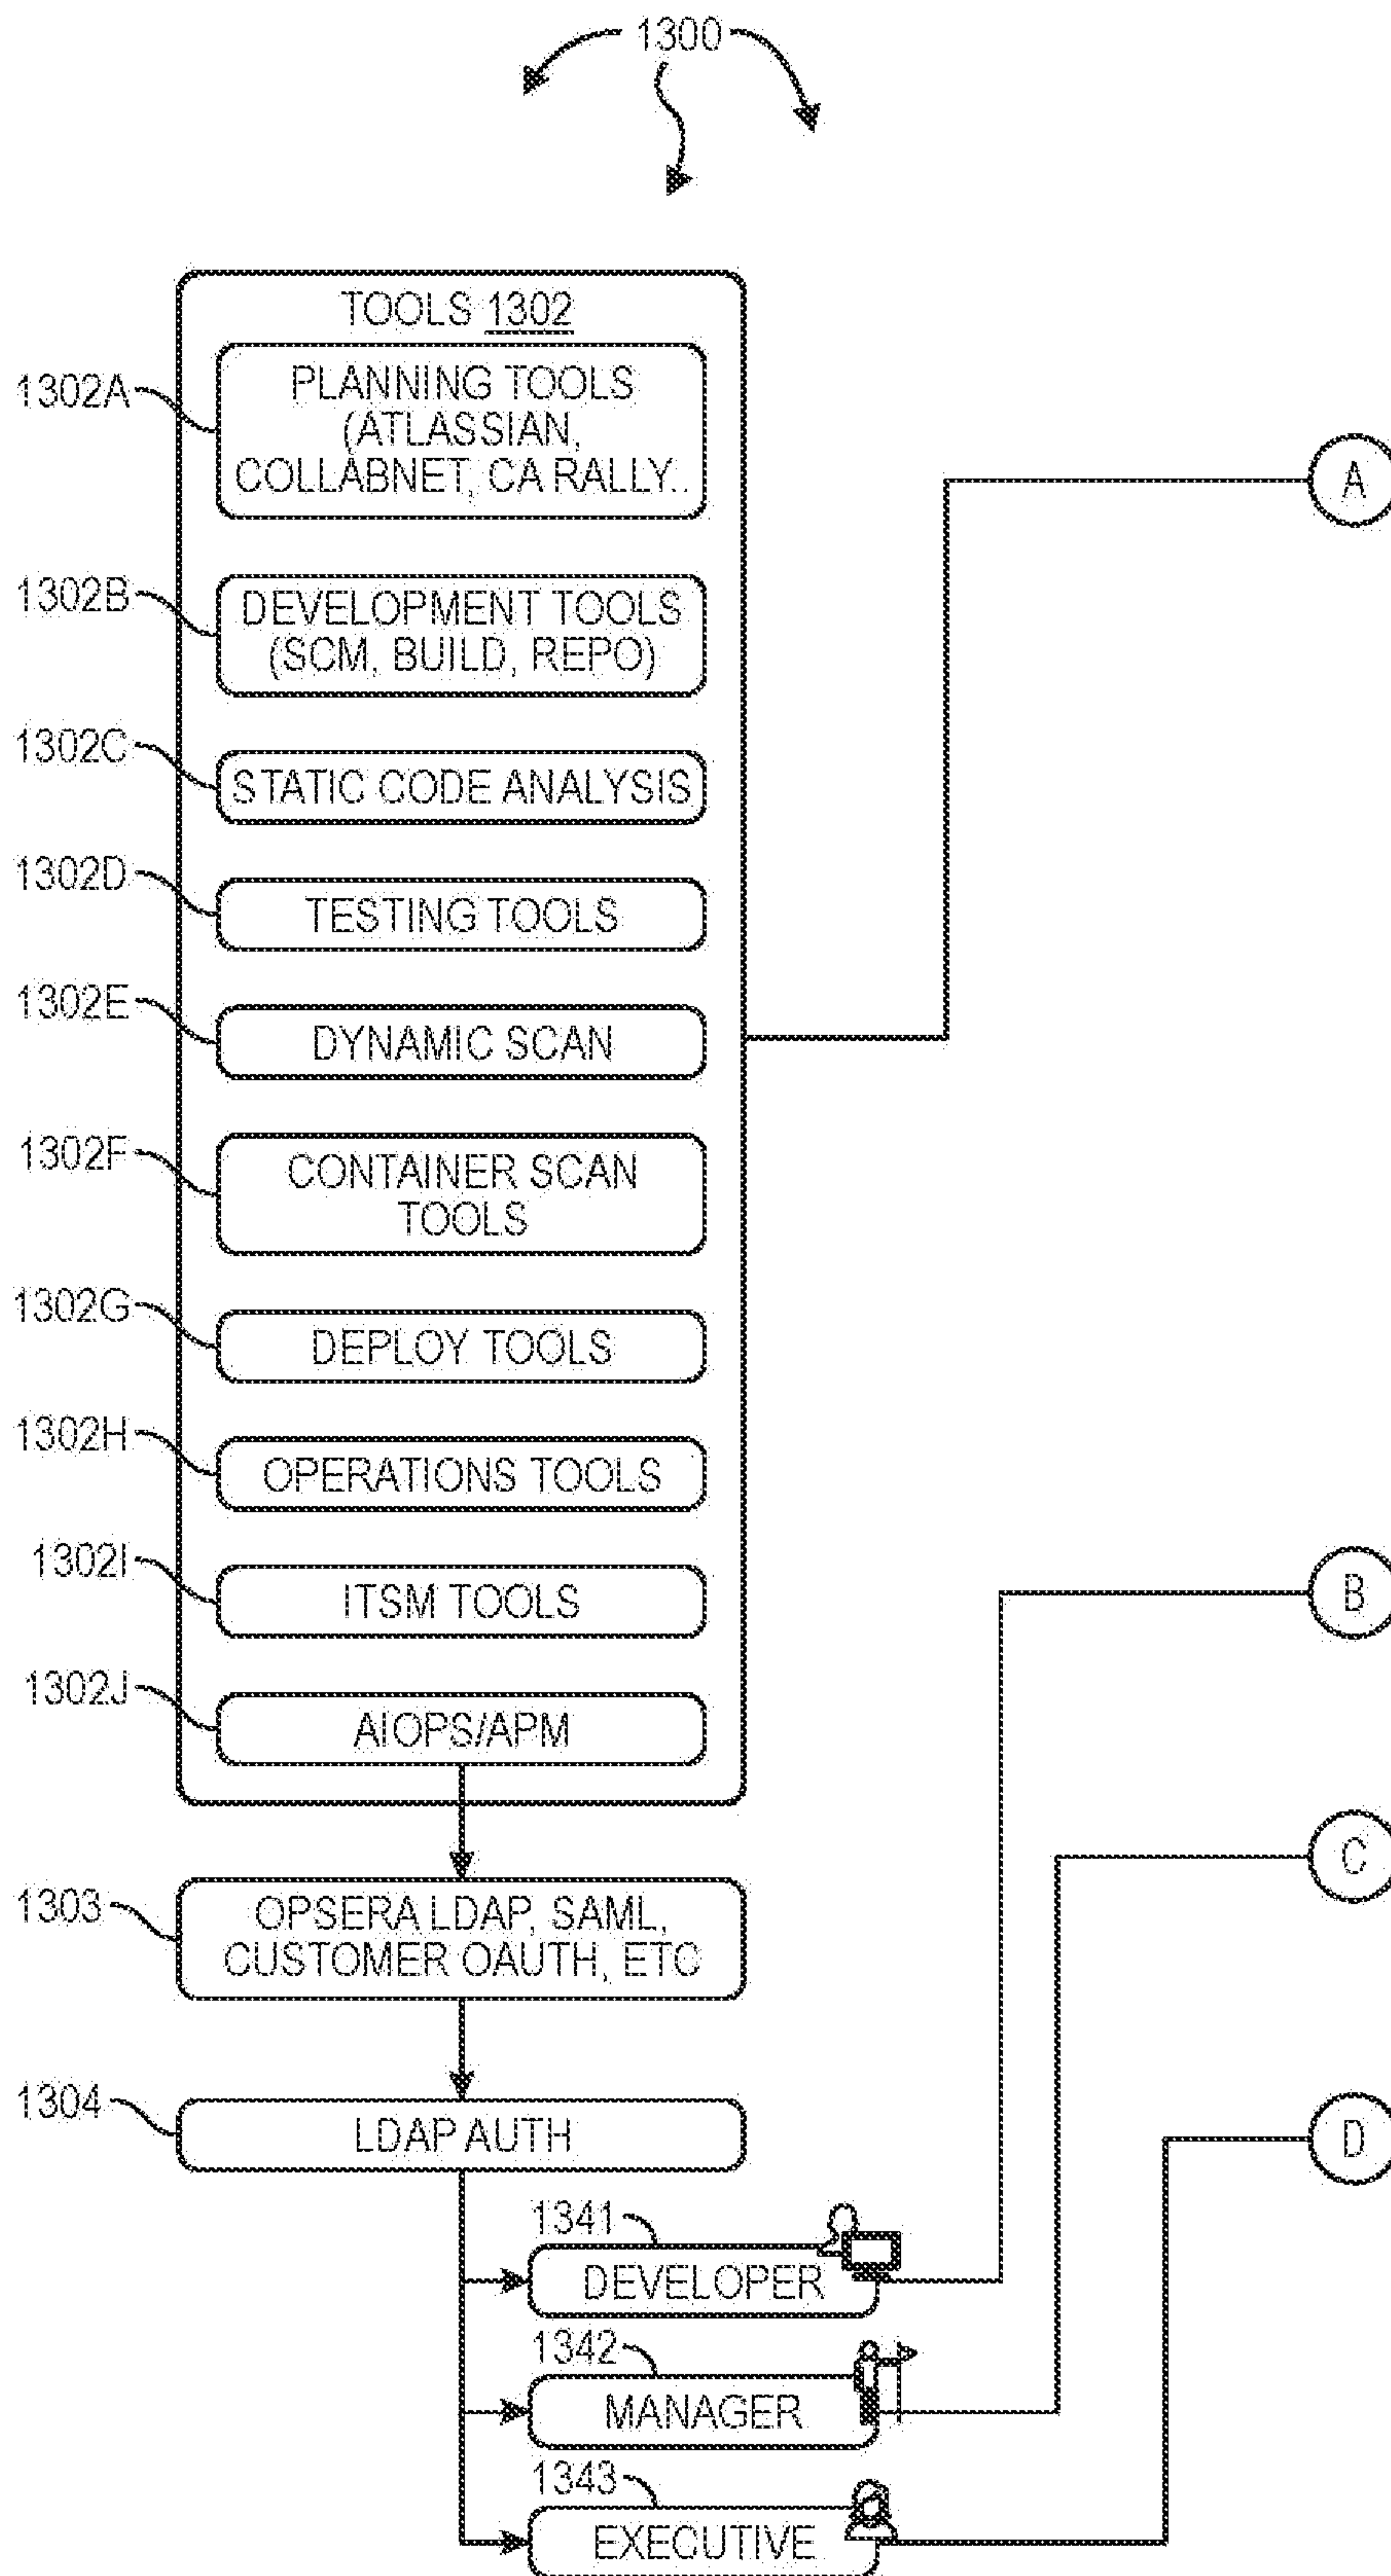 1300
TOOLS 1302
1302A
PLANNING TOOLS
(ATLASSIAN,
COLLABNET, CA RALLY..
A
1302B
DEVELOPMENT TOOLS
(SCM, BUILD, REPO)
1302C
STATIC CODE ANALYSIS
1302D
TESTING TOOLS
1302E
DYNAMIC SCAN
1302F
CONTAINER SCAN
TOOLS
1302G
DEPLOY TOOLS
1302H
OPERATIONS TOOLS
1302I
ITSM TOOLS
B
1302J
AIOPS/APM
C
1303
OPSERA LDAP, SAML,
CUSTOMER OAUTH, ETC
1304
LDAP AUTH
D
1341
DEVELOPER
1342
MANAGER
1343
EXECUTIVE